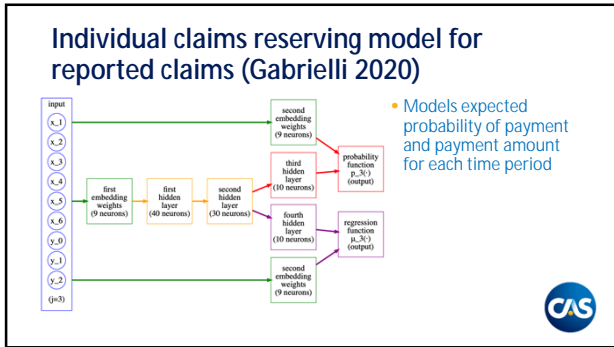 Individual claims reserving model for
reported claims (Gabrielli 2020)
input
x_1
x_2
x_3
x_4
x_5
x_6
y_0
y_1
y_2
(j=3)
first
embedding
weights
(9 neurons)
first
hidden
layer
(40 neurons)
second
hidden
layer
(30 neurons)
second
embedding
weights
(9 neurons)
third
hidden
layer
(10 neurons)
fourth
hidden
layer
(10 neurons)
second
embedding
weights
(9 neurons)
probability
function
p_3(·)
(output)
regression
function
μ_3(·)
(output)
• Models expected
probability of payment
and payment amount
for each time period
CAS